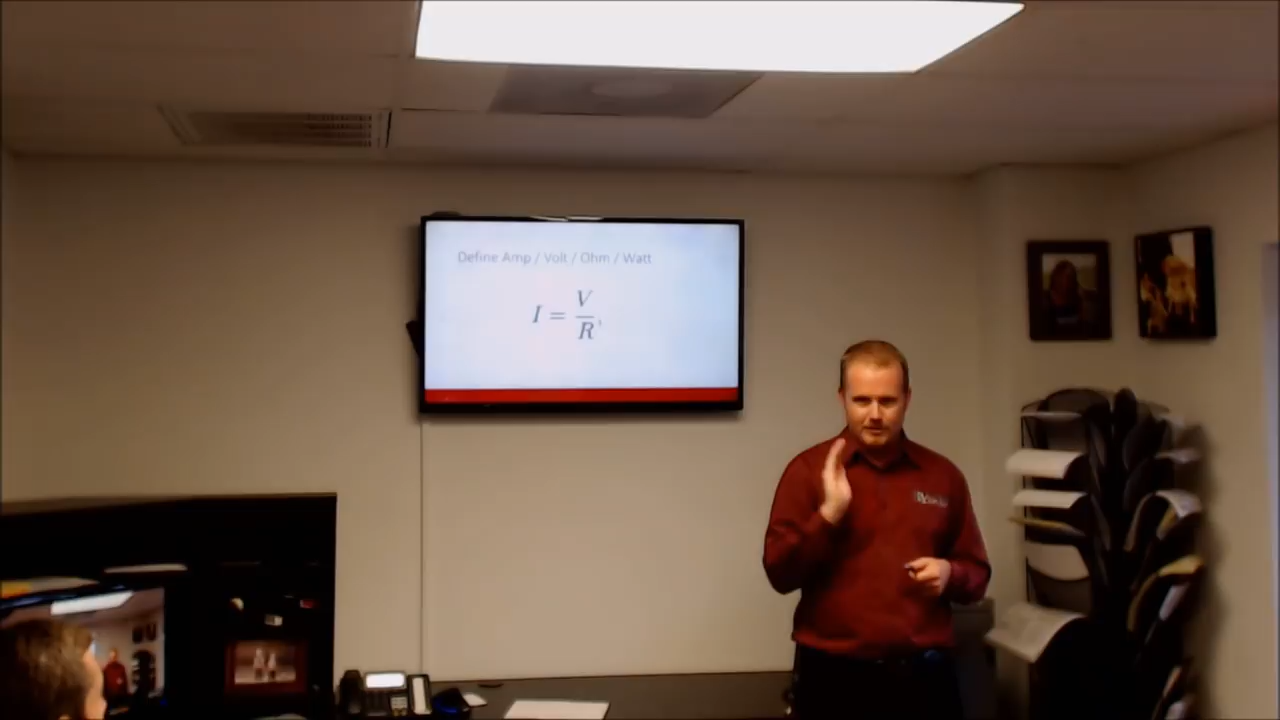 Define Amp / Volt / Ohm / Watt
I = V/R,